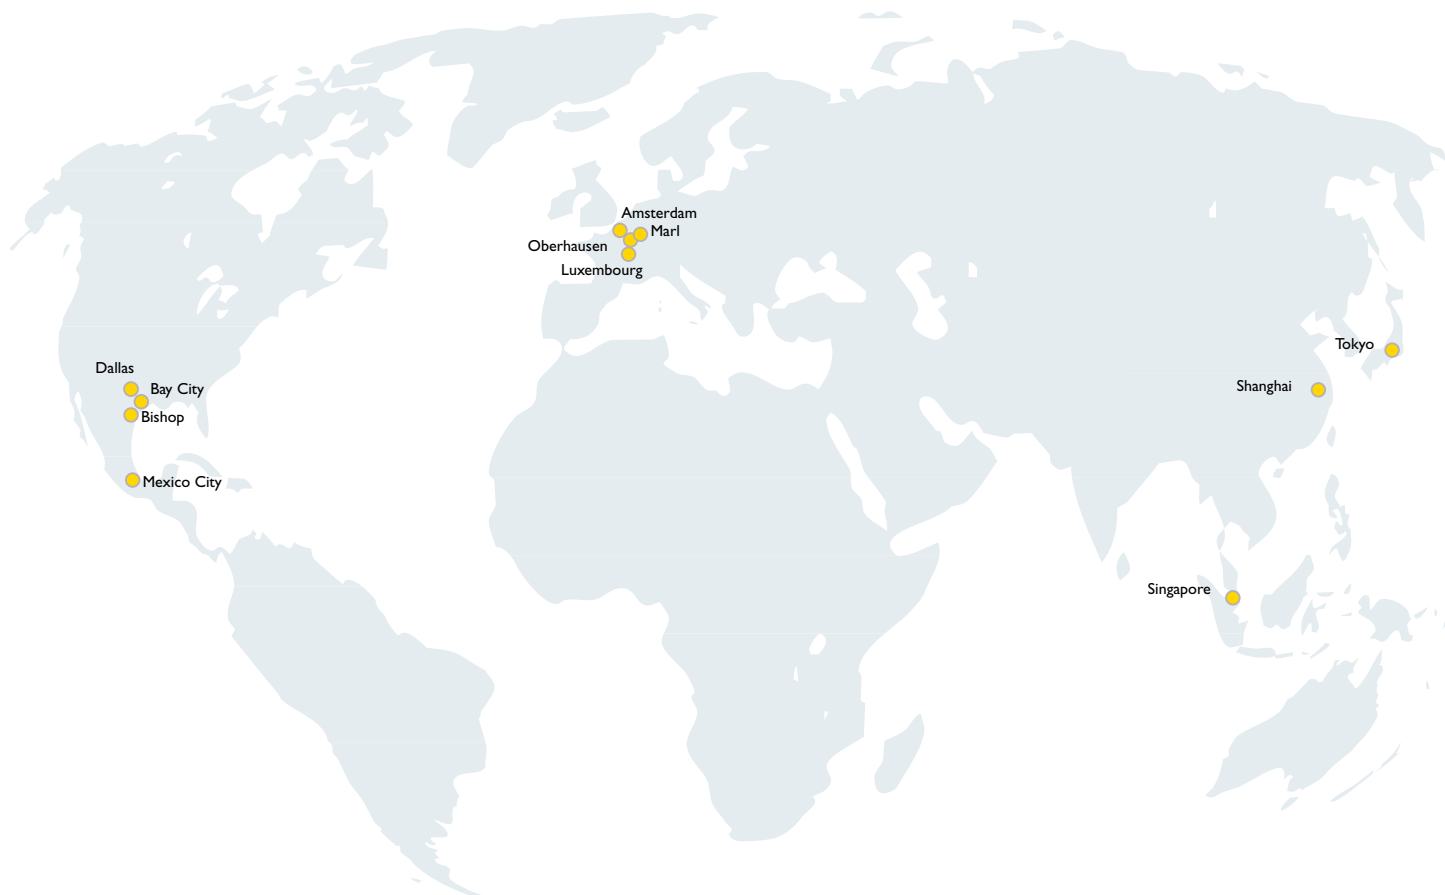 Amsterdam
Marl
Oberhausen
Luxembourg
Tokyo
Dallas
Shanghai
Bay City
Bishop
Mexico City
Singapore